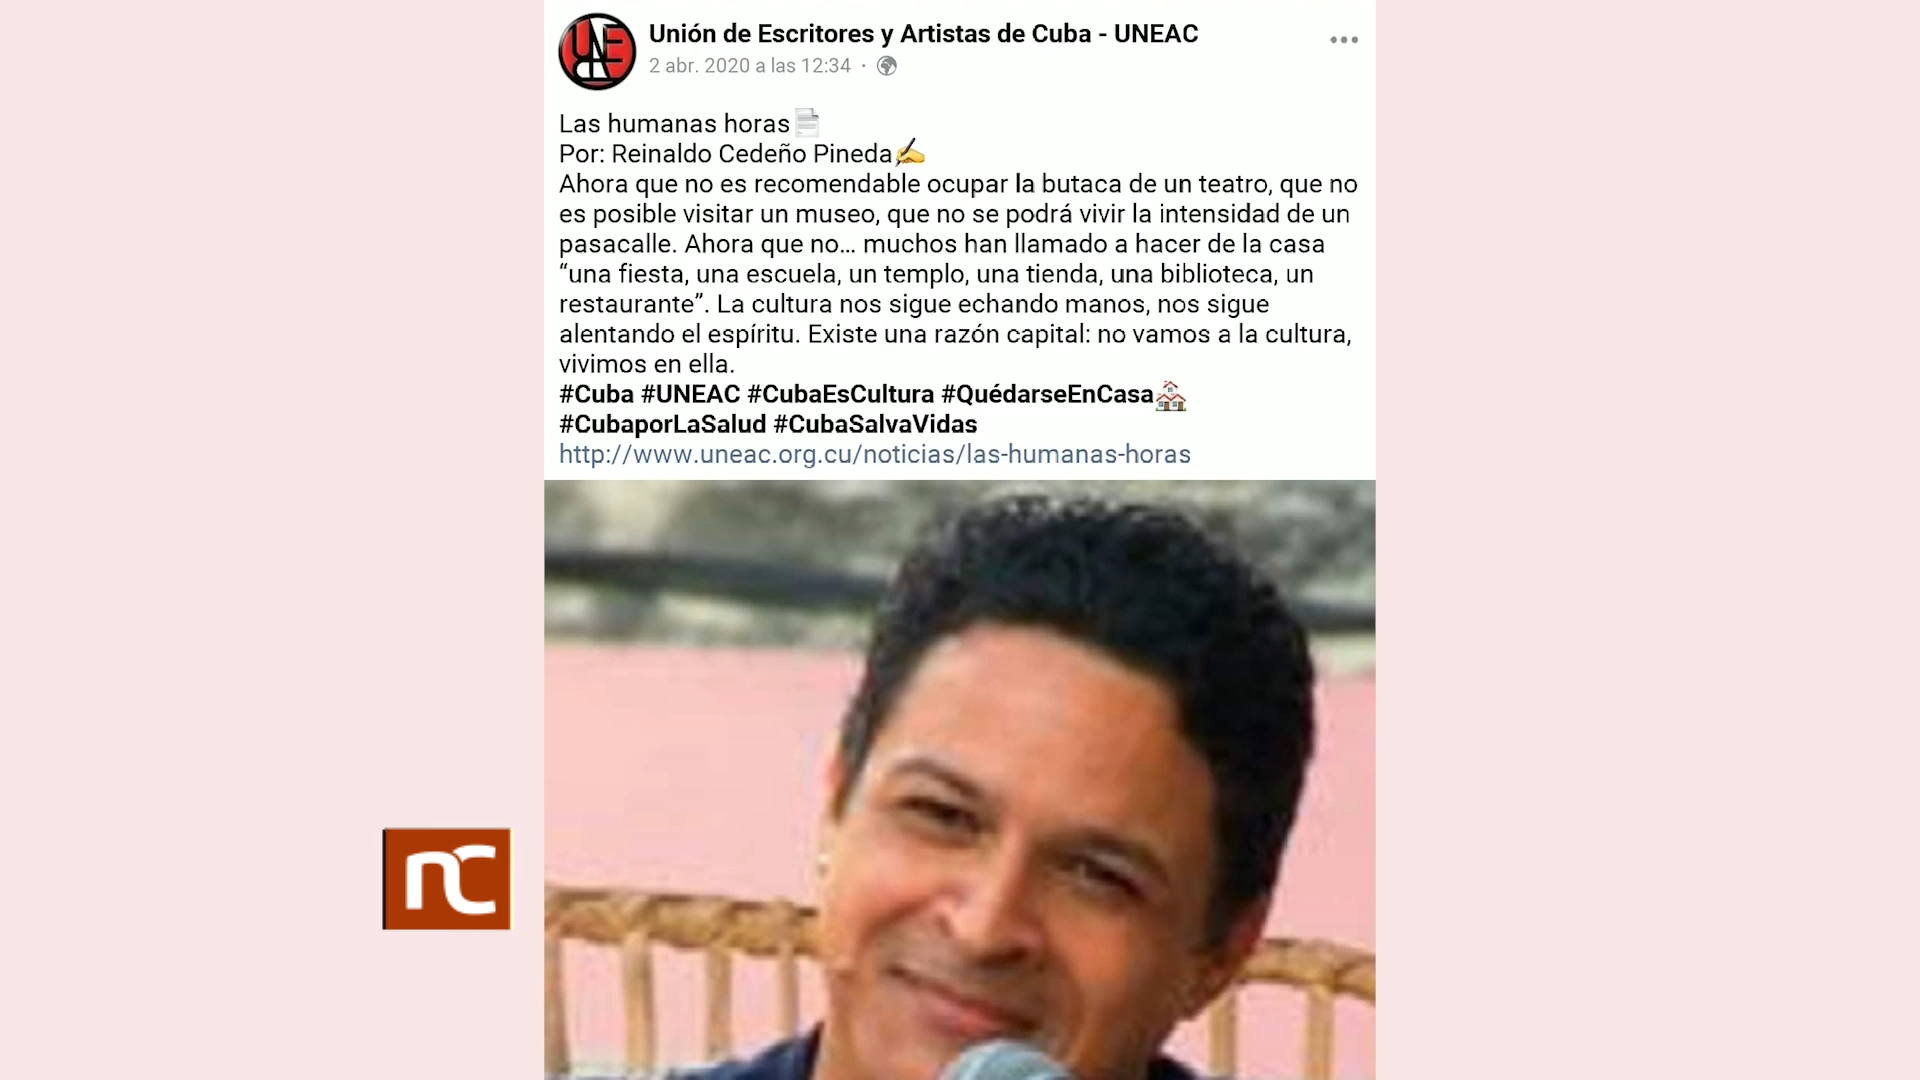 Unión de Escritores y Artistas de Cuba - UNEAC
2 abr. 2020 a las 12:34 ·
Las humanas horas
Por: Reinaldo Cedeño Pineda
Ahora que no es recomendable ocupar la butaca de un teatro, que no
es posible visitar un museo, que no se podrá vivir la intensidad de un
pasacalle. Ahora que no... muchos han llamado a hacer de la casa
“una fiesta, una escuela, un templo, una tienda, una biblioteca, un
restaurante”. La cultura nos sigue echando manos, nos sigue
alentando el espíritu. Existe una razón capital: no vamos a la cultura,
vivimos en ella.
#Cuba #UNEAC #CubaEsCultura #QuédarseEnCasa
#CubaporLaSalud #CubaSalvaVidas
http://www.uneac.org.cu/noticias/las-humanas-horas
nc